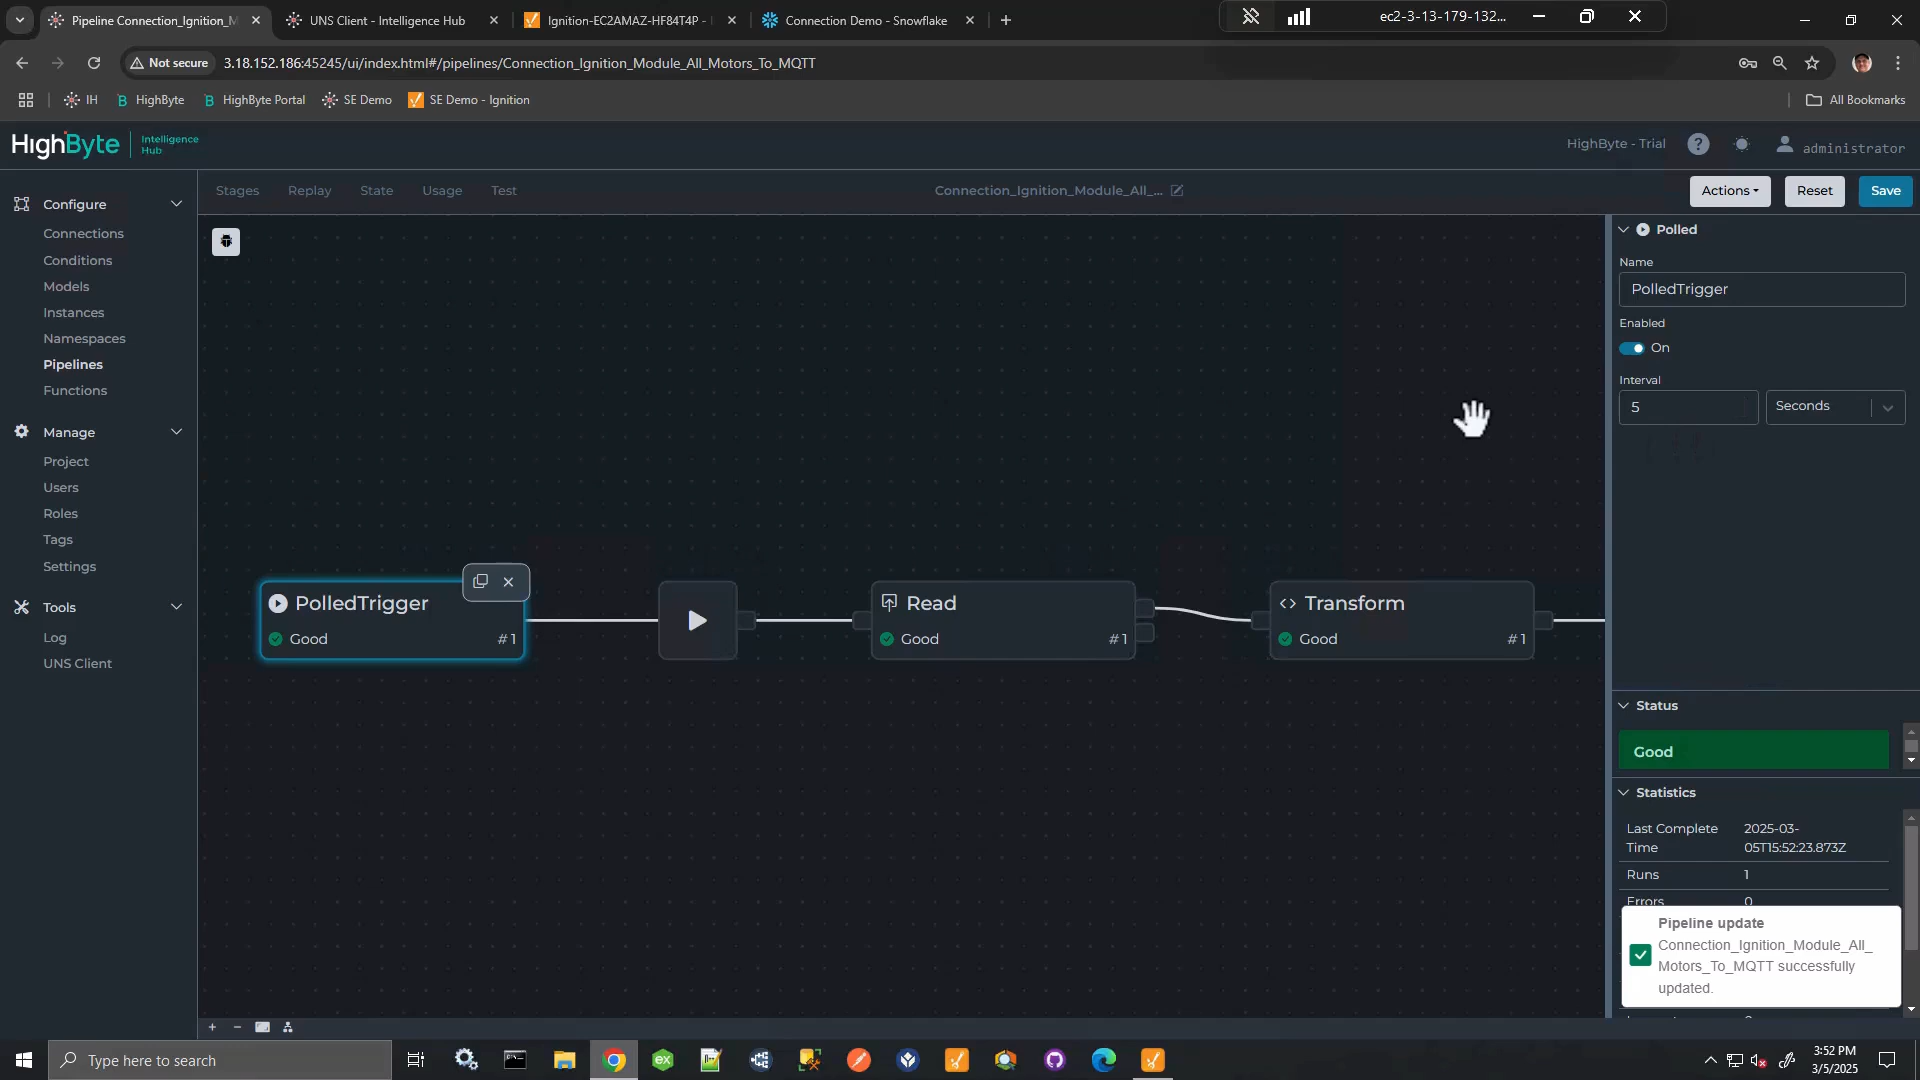 Pipeline Connection_Ignition_M
UNS Client - Intelligence Hub
Ignition-EC2AMAZ-HF84T4P -
Connection Demo - Snowflake
ec2-3-13-179-132...
Not secure
3.18.152.186:45245/ui/index.html#/pipelines/Connection_Ignition_Module_All_Motors_To_MQTT
IH
HighByte
HighByte Portal
SE Demo
SE Demo - Ignition
All Bookmarks
HighByte
Intelligence
Hub
HighByte - Trial
?
administrator
Configure
Connections
Conditions
Models
Instances
Namespaces
Pipelines
Functions
Manage
Project
Users
Roles
Tags
Settings
Tools
Log
UNS Client
Stages
Replay
State
Usage
Test
Connection_Ignition_Module_All_...
Actions
Reset
Save
PolledTrigger
Good
#1
Read
Good
#1
Transform
Good
#1
Polled
Name
PolledTrigger
Enabled
On
Interval
5
Seconds
Status
Good
Statistics
Last Complete Time
2025-03-05T15:52:23.873Z
Runs
1
Errors
0
Pipeline update
Connection_Ignition_Module_All_
Motors_To_MQTT successfully
updated.
Type here to search
3:52 PM
3/5/2025